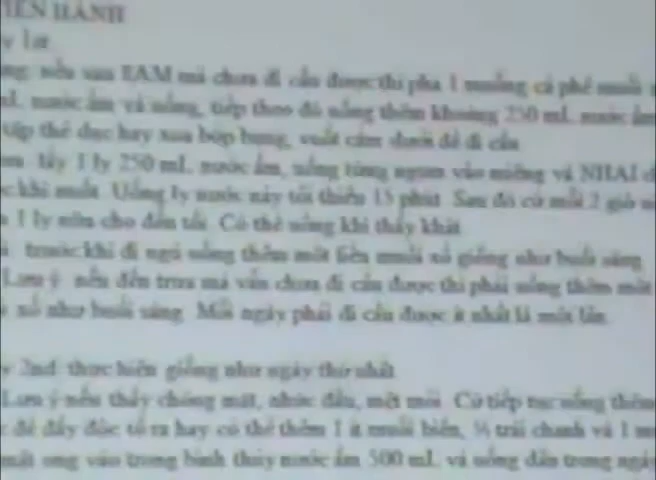 HÀNH
1st
nếu sau 8AM mà chưa đi cầu được thì pha 1 muỗng cà phê muối
mL nước ấm và uống, tiếp theo đó uống thêm khoảng 250 mL nước ấm
tập thể dục hay xoa bóp bụng, vuốt cằm dưới để đi cầu
lấy 1 ly 250 mL nước ấm, uống từng ngụm vào miệng và NHAI
khi nuốt. Uống ly nước này tối thiểu 15 phút. Sau đó cứ mỗi 2 giờ
1 ly nữa cho đến tối. Có thể uống khi thấy khát
trước khi đi ngủ uống thêm một liều muối xổ giống như buổi sáng
Lưu ý nếu đến trưa mà vẫn chưa đi cầu được thì phải uống thêm một
xổ như buổi sáng. Mỗi ngày phải đi cầu được ít nhất là một lần.
2nd thực hiện giống như ngày thứ nhất
Lưu ý nếu thấy chóng mặt, nhức đầu, mệt mỏi. Cứ tiếp tục uống thêm
để đẩy độc tố ra hay có thể thêm 1 ít muối biển, ½ trái chanh và 1
mật ong vào trong bình thủy nước ấm 500 mL và uống dần trong ngày